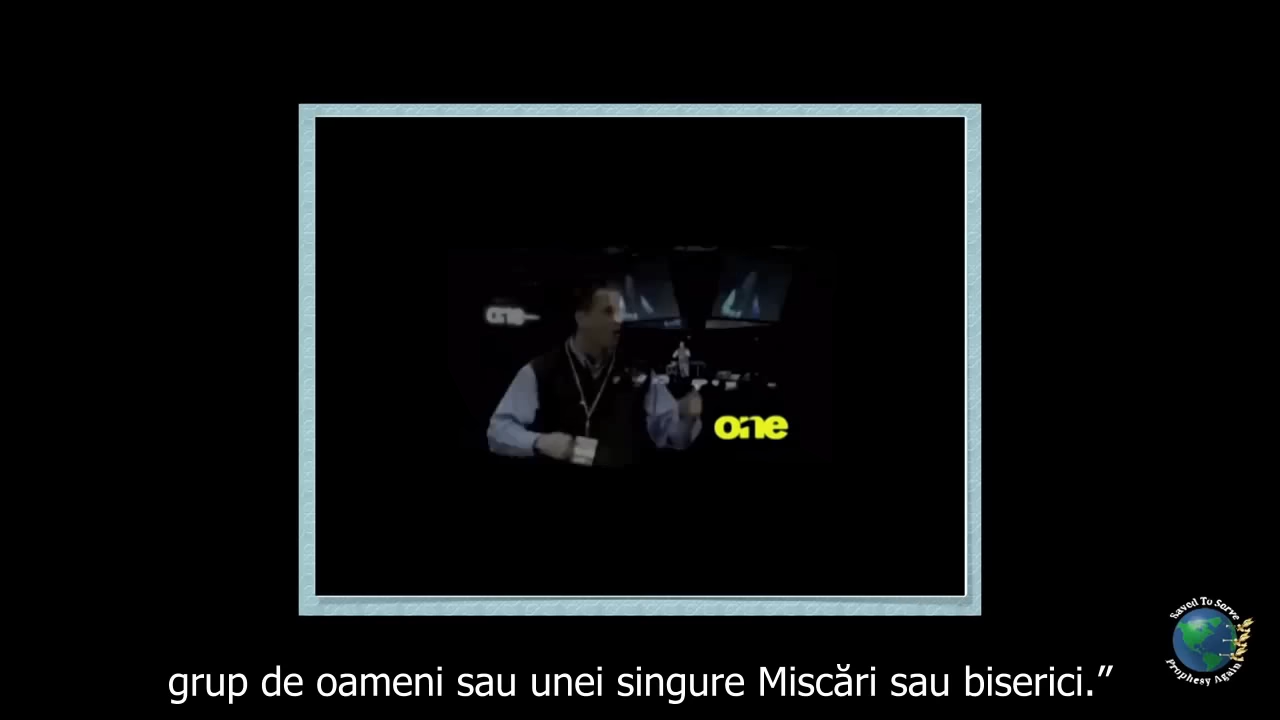 one
one
grup de oameni sau unei singure Miscări sau biserici.”
Saved To Serve
Prophesy Again